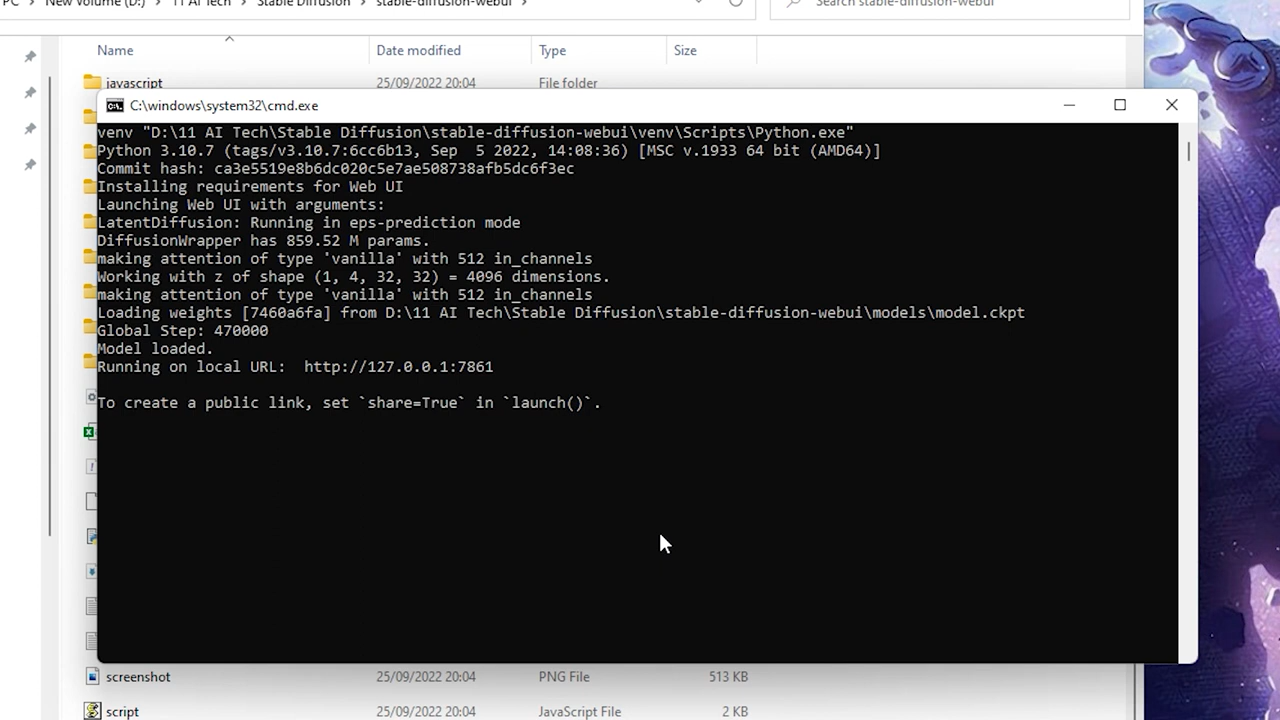 PC > New Volume (D:) > 11 AI Tech > Stable Diffusion > stable-diffusion-webui >
Search stable-diffusion-webui
Name Date modified Type Size
javascript 25/09/2022 20:04 File folder
C:\windows\system32\cmd.exe
venv "D:\11 AI Tech\Stable Diffusion\stable-diffusion-webui\venv\Scripts\Python.exe"
Python 3.10.7 (tags/v3.10.7:6cc6b13, Sep  5 2022, 14:08:36) [MSC v.1933 64 bit (AMD64)]
Commit hash: ca3e5519e8b6dc020c5e7ae508738afb5dc6f3ec
Installing requirements for Web UI
Launching Web UI with arguments:
LatentDiffusion: Running in eps-prediction mode
DiffusionWrapper has 859.52 M params.
making attention of type 'vanilla' with 512 in_channels
Working with z of shape (1, 4, 32, 32) = 4096 dimensions.
making attention of type 'vanilla' with 512 in_channels
Loading weights [7460a6fa] from D:\11 AI Tech\Stable Diffusion\stable-diffusion-webui\models\model.ckpt
Global Step: 470000
Model loaded.
Running on local URL:  http://127.0.0.1:7861
To create a public link, set `share=True` in `launch()`.
screenshot 25/09/2022 20:04 PNG File 513 KB
script 25/09/2022 20:04 JavaScript File 2 KB